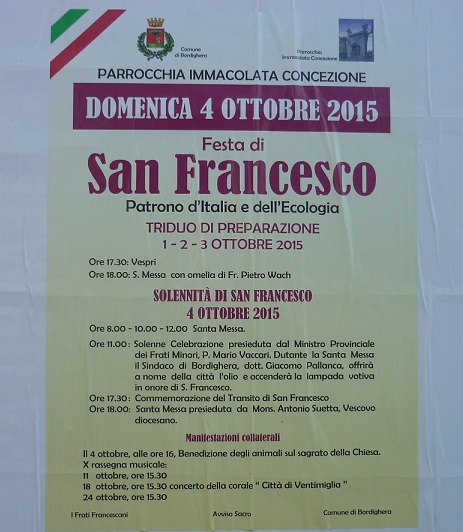 Comune
di Bordighera
Parrocchia
Immacolata Concezione
PARROCCHIA IMMACOLATA CONCEZIONE
DOMENICA 4 OTTOBRE 2015
Festa di
San Francesco
Patrono d'Italia e dell'Ecologia
TRIDUO DI PREPARAZIONE
1 - 2 - 3 OTTOBRE 2015
Ore 17.30: Vespri
Ore 18.00: S. Messa con omelia di Fr. Pietro Wach
SOLENNITÀ DI SAN FRANCESCO
4 OTTOBRE 2015
Ore 8.00 - 10.00 - 12.00 Santa Messa.
Ore 11.00: Solenne Celebrazione presieduta dal Ministro Provinciale
dei Frati Minori, P. Mario Vaccari. Dutante la Santa Messa
il Sindaco di Bordighera, dott. Giacomo Pallanca, offrirà
a nome della città l'olio e accenderà la lampada votiva
in onore di S. Francesco.
Ore 17.30: Commemorazione del Transito di San Francesco
Ore 18.00: Santa Messa presieduta da Mons. Antonio Suetta, Vescovo
diocesano.
Manifestazioni collaterali
Il 4 ottobre, alle ore 16, Benedizione degli animali sul sagrato della Chiesa.
X rassegna musicale:
11 ottobre, ore 15.30
18 ottobre, ore 15.30 concerto della corale " Città di Ventimiglia "
24 ottobre, ore 15.30
I Frati Francescani Avviso Sacro Comune di Bordighera